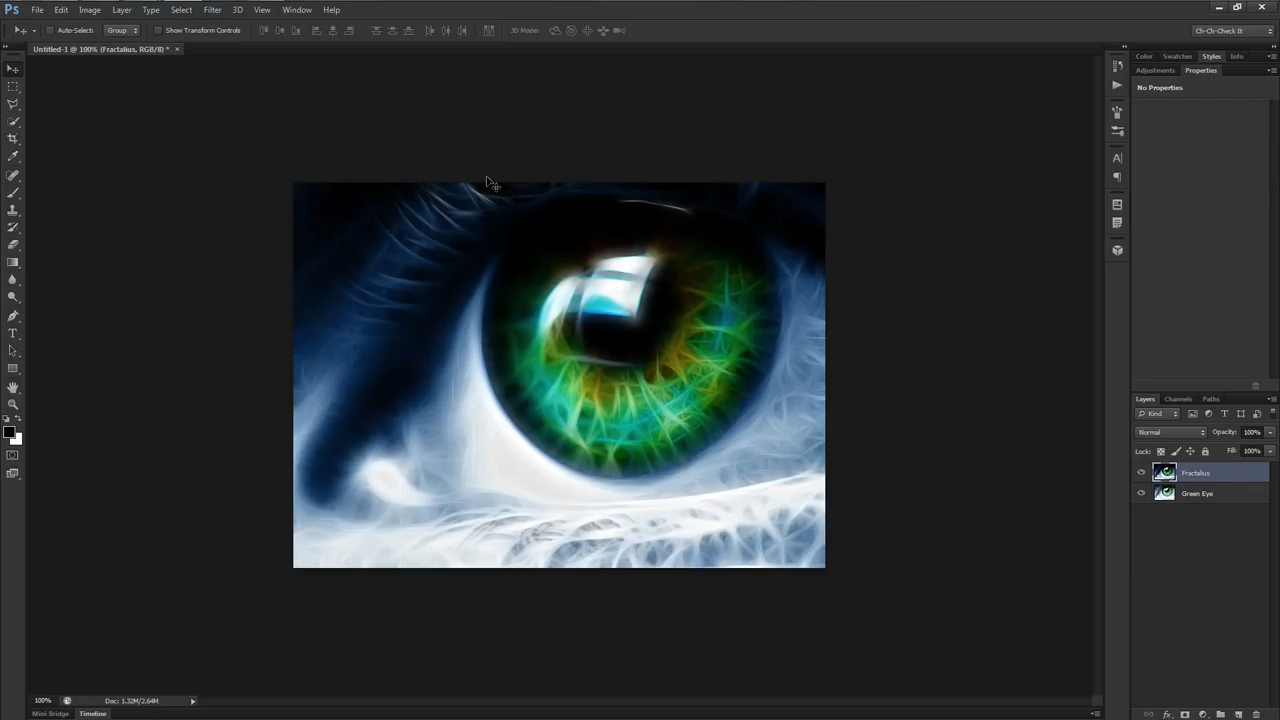 Ps File Edit Image Layer Type Select Filter 3D View Window Help
Auto-Select: Group Show Transform Controls 3D Mode: Ch-Ch-Check It
Untitled-1 @ 100% (Fractalius, RGB/8) * ×
Color Swatches Styles Info
Adjustments Properties
No Properties
Layers Channels Paths
Kind
Normal Opacity: 100%
Lock: Fill: 100%
Fractalius
Green Eye
100% Doc: 1.32M/2.64M
Mini Bridge Timeline